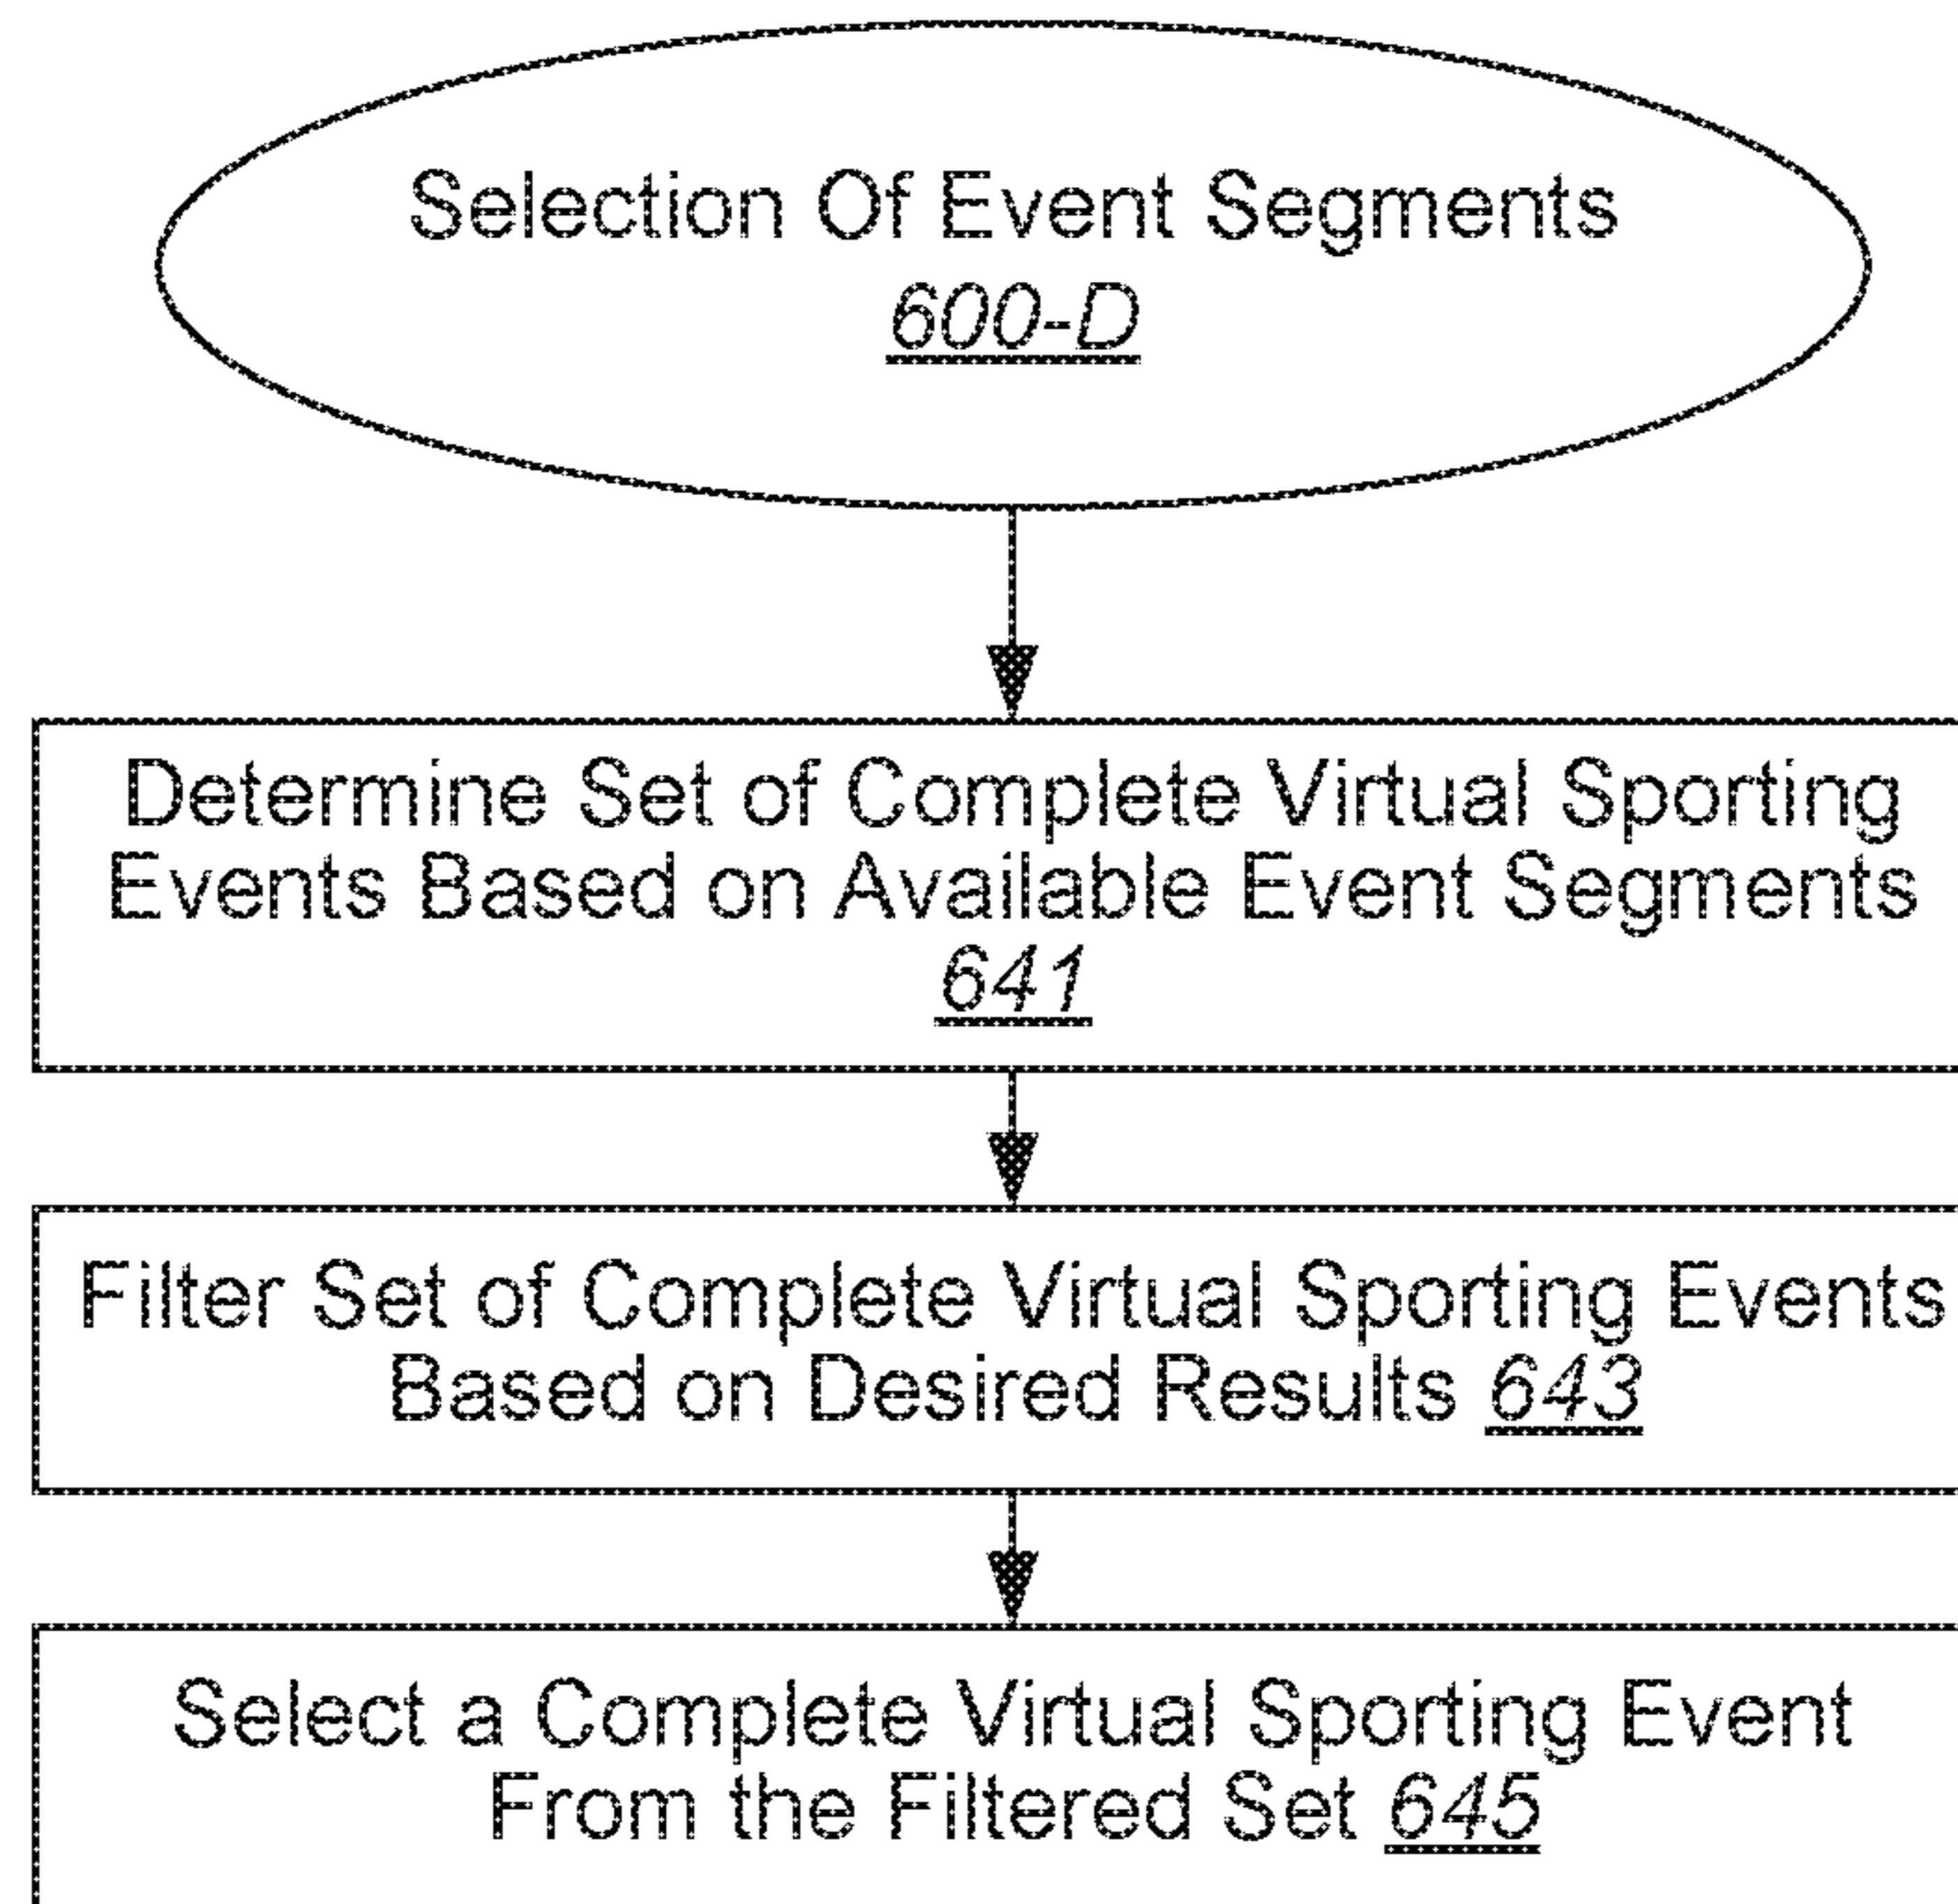 Selection Of Event Segments
600-D
Determine Set of Complete Virtual Sporting
Events Based on Available Event Segments
641
Filter Set of Complete Virtual Sporting Events
Based on Desired Results 643
Select a Complete Virtual Sporting Event
From the Filtered Set 645